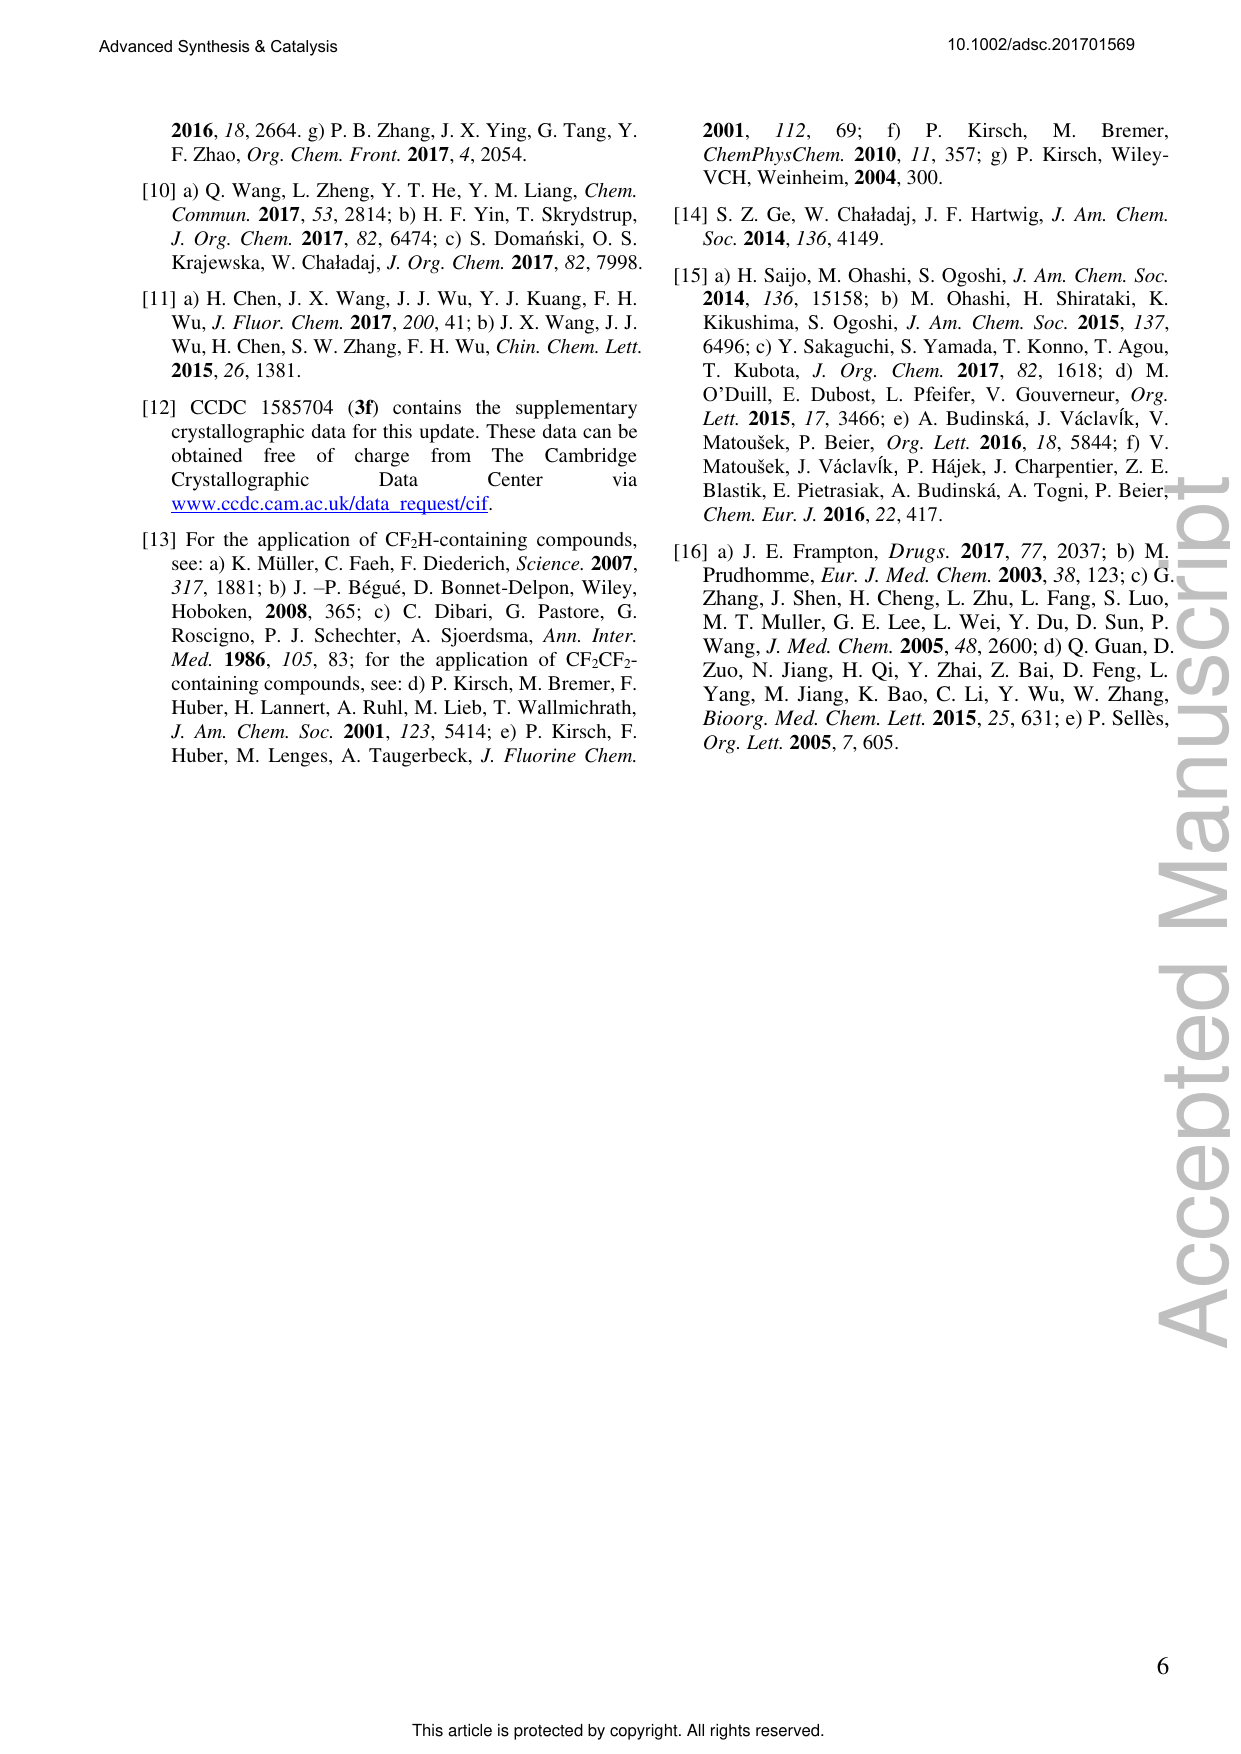 Advanced Synthesis & Catalysis
10.1002/adsc.201701569
2016, 18, 2664. g) P. B. Zhang, J. X. Ying, G. Tang, Y.
F. Zhao, Org. Chem. Front. 2017, 4, 2054.
[10] a) Q. Wang, L. Zheng, Y. T. He, Y. M. Liang, Chem.
Commun. 2017, 53, 2814; b) H. F. Yin, T. Skrydstrup,
J. Org. Chem. 2017, 82, 6474; c) S. Domański, O. S.
Krajewska, W. Chaładaj, J. Org. Chem. 2017, 82, 7998.
[11] a) H. Chen, J. X. Wang, J. J. Wu, Y. J. Kuang, F. H.
Wu, J. Fluor. Chem. 2017, 200, 41; b) J. X. Wang, J. J.
Wu, H. Chen, S. W. Zhang, F. H. Wu, Chin. Chem. Lett.
2015, 26, 1381.
[12] CCDC 1585704 (3f) contains the supplementary
crystallographic data for this update. These data can be
obtained free of charge from The Cambridge
Crystallographic Data Center via
www.ccdc.cam.ac.uk/data_request/cif.
[13] For the application of CF2H-containing compounds,
see: a) K. Müller, C. Faeh, F. Diederich, Science. 2007,
317, 1881; b) J. –P. Bégué, D. Bonnet-Delpon, Wiley,
Hoboken, 2008, 365; c) C. Dibari, G. Pastore, G.
Roscigno, P. J. Schechter, A. Sjoerdsma, Ann. Inter.
Med. 1986, 105, 83; for the application of CF2CF2-
containing compounds, see: d) P. Kirsch, M. Bremer, F.
Huber, H. Lannert, A. Ruhl, M. Lieb, T. Wallmichrath,
J. Am. Chem. Soc. 2001, 123, 5414; e) P. Kirsch, F.
Huber, M. Lenges, A. Taugerbeck, J. Fluorine Chem.
2001, 112, 69; f) P. Kirsch, M. Bremer,
ChemPhysChem. 2010, 11, 357; g) P. Kirsch, Wiley-
VCH, Weinheim, 2004, 300.
[14] S. Z. Ge, W. Chaładaj, J. F. Hartwig, J. Am. Chem.
Soc. 2014, 136, 4149.
[15] a) H. Saijo, M. Ohashi, S. Ogoshi, J. Am. Chem. Soc.
2014, 136, 15158; b) M. Ohashi, H. Shirataki, K.
Kikushima, S. Ogoshi, J. Am. Chem. Soc. 2015, 137,
6496; c) Y. Sakaguchi, S. Yamada, T. Konno, T. Agou,
T. Kubota, J. Org. Chem. 2017, 82, 1618; d) M.
O’Duill, E. Dubost, L. Pfeifer, V. Gouverneur, Org.
Lett. 2015, 17, 3466; e) A. Budinská, J. VáclavÍk, V.
Matoušek, P. Beier, Org. Lett. 2016, 18, 5844; f) V.
Matoušek, J. VáclavÍk, P. Hájek, J. Charpentier, Z. E.
Blastik, E. Pietrasiak, A. Budinská, A. Togni, P. Beier,
Chem. Eur. J. 2016, 22, 417.
[16] a) J. E. Frampton, Drugs. 2017, 77, 2037; b) M.
Prudhomme, Eur. J. Med. Chem. 2003, 38, 123; c) G.
Zhang, J. Shen, H. Cheng, L. Zhu, L. Fang, S. Luo,
M. T. Muller, G. E. Lee, L. Wei, Y. Du, D. Sun, P.
Wang, J. Med. Chem. 2005, 48, 2600; d) Q. Guan, D.
Zuo, N. Jiang, H. Qi, Y. Zhai, Z. Bai, D. Feng, L.
Yang, M. Jiang, K. Bao, C. Li, Y. Wu, W. Zhang,
Bioorg. Med. Chem. Lett. 2015, 25, 631; e) P. Sellès,
Org. Lett. 2005, 7, 605.
Accepted Manuscript
6
This article is protected by copyright. All rights reserved.